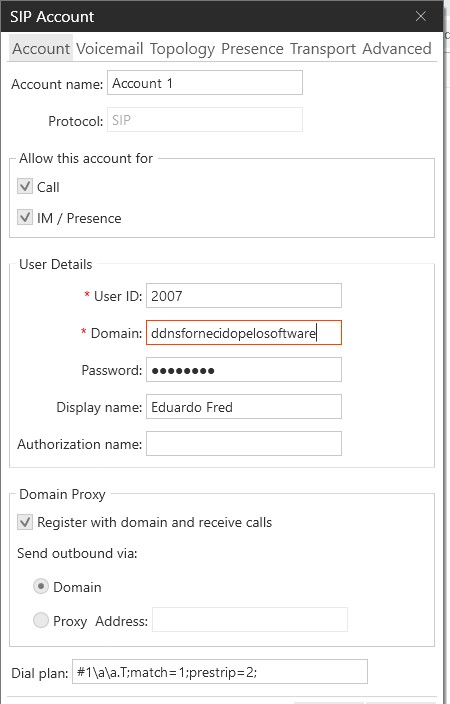 SIP Account
Account Voicemail Topology Presence Transport Advanced
Account name: Account 1
Protocol: SIP
Allow this account for
Call
IM / Presence
User Details
* User ID: 2007
* Domain: ddnsfornecidopelosoftware
Password: ●●●●●●●●
Display name: Eduardo Fred
Authorization name:
Domain Proxy
Register with domain and receive calls
Send outbound via:
Domain
Proxy Address:
Dial plan: #1\a\a.T;match=1;prestrip=2;